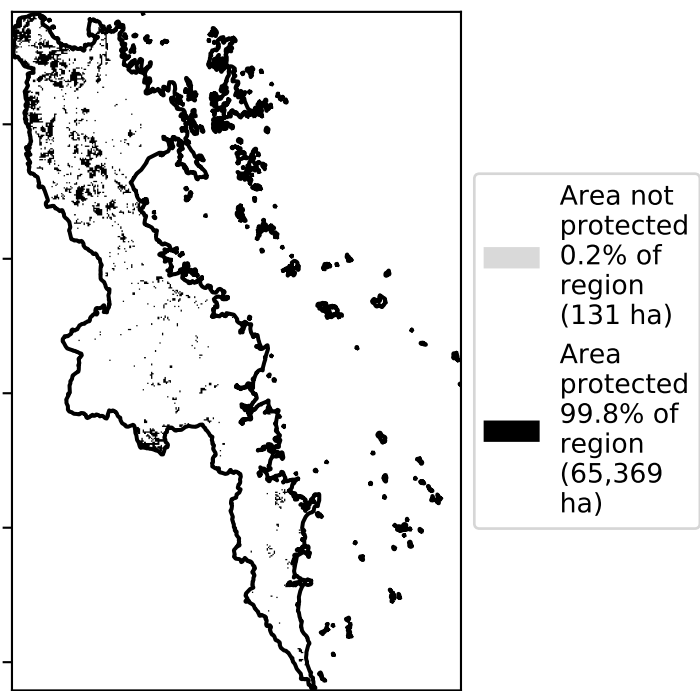 Area not
protected
0.2% of
region
(131 ha)
Area
protected
99.8% of
region
(65,369
ha)